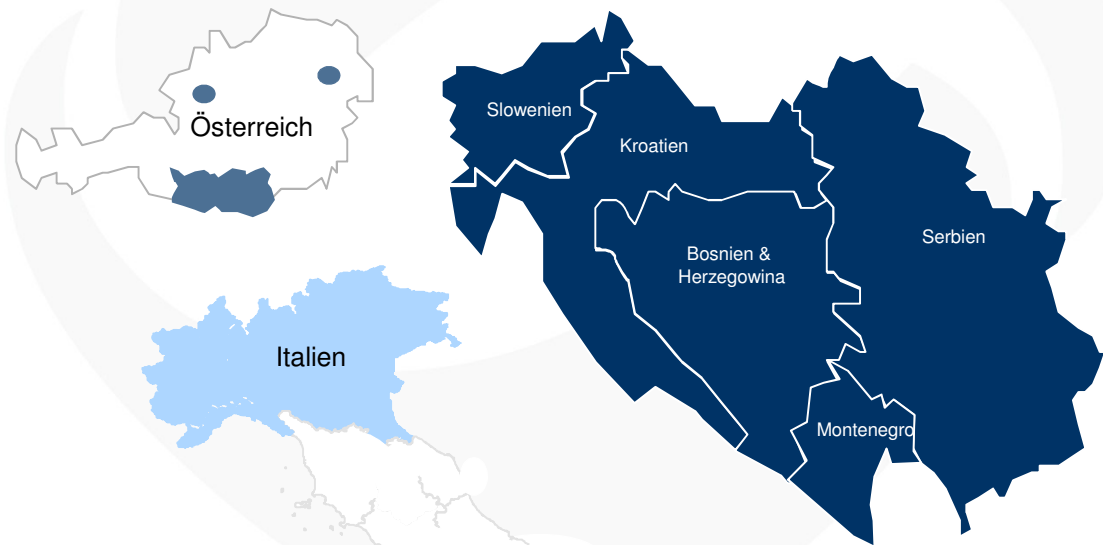 Österreich
Italien
Slowenien
Kroatien
Bosnien &
Herzegowina
Serbien
Montenegro